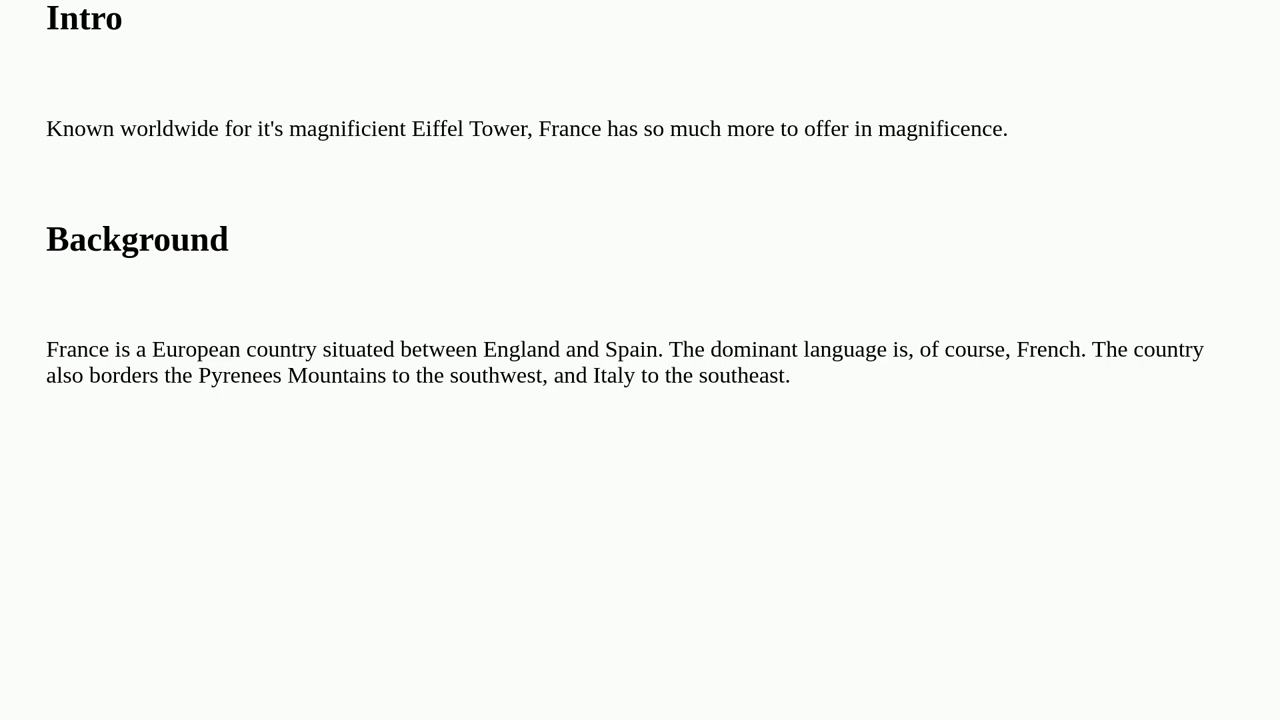 Intro
Known worldwide for it's magnificient Eiffel Tower, France has so much more to offer in magnificence.
Background
France is a European country situated between England and Spain. The dominant language is, of course, French. The country
also borders the Pyrenees Mountains to the southwest, and Italy to the southeast.